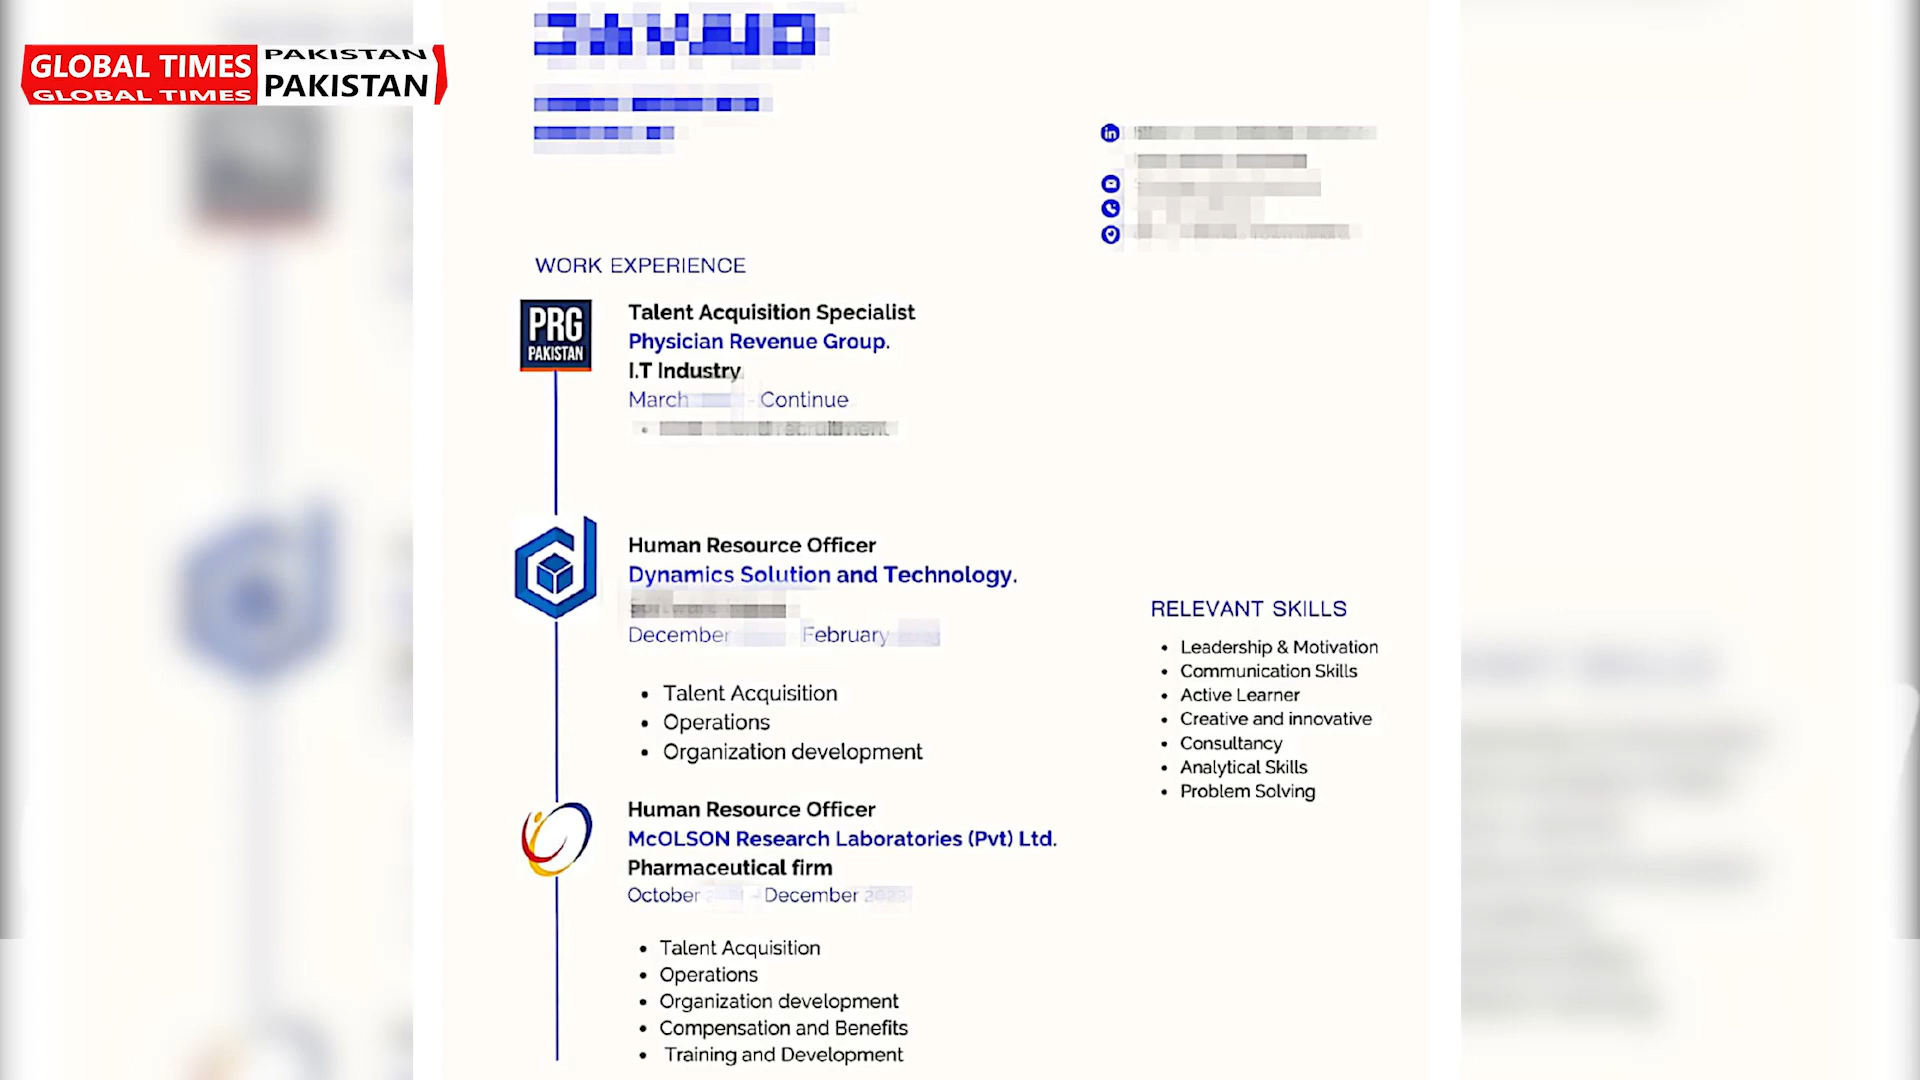 GLOBAL TIMES
GLOBAL TIMES
PAKISTAN
PAKISTAN
WORK EXPERIENCE
PRG
PAKISTAN
Talent Acquisition Specialist
Physician Revenue Group.
I.T Industry
March - Continue
recruitment
Human Resource Officer
Dynamics Solution and Technology.
December February
• Talent Acquisition
• Operations
• Organization development
Human Resource Officer
McOLSON Research Laboratories (Pvt) Ltd.
Pharmaceutical firm
October - December
• Talent Acquisition
• Operations
• Organization development
• Compensation and Benefits
• Training and Development
in
RELEVANT SKILLS
• Leadership & Motivation
• Communication Skills
• Active Learner
• Creative and innovative
• Consultancy
• Analytical Skills
• Problem Solving